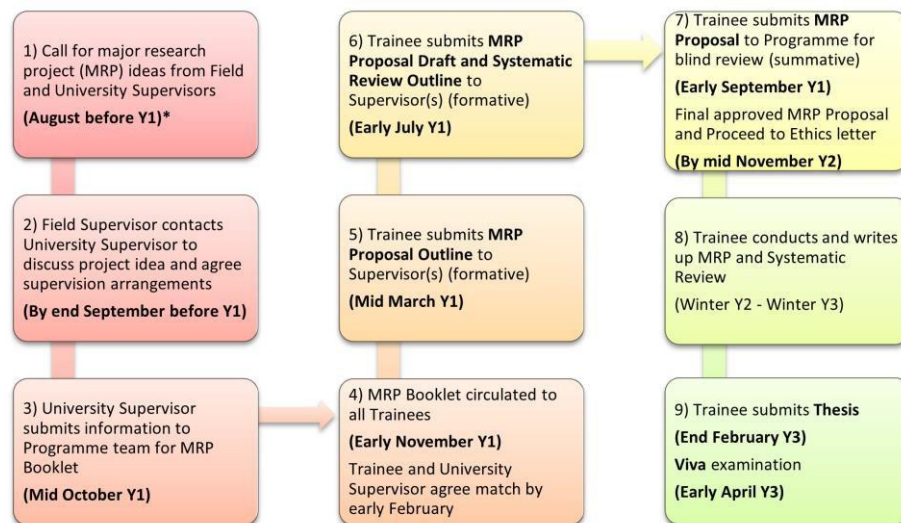 1) Call for major research
project (MRP) ideas from Field
and University Supervisors
(August before Y1)*
2) Field Supervisor contacts
University Supervisor to
discuss project idea and agree
supervision arrangements
(By end September before Y1)
3) University Supervisor
submits information to
Programme team for MRP
Booklet
(Mid October Y1)
4) MRP Booklet circulated to
all Trainees
(Early November Y1)
Trainee and University
Supervisor agree match by
early February
5) Trainee submits MRP
Proposal Outline to
Supervisor(s) (formative)
(Mid March Y1)
6) Trainee submits MRP
Proposal Draft and Systematic
Review Outline to
Supervisor(s) (formative)
(Early July Y1)
7) Trainee submits MRP
Proposal to Programme for
blind review (summative)
(Early September Y1)
Final approved MRP Proposal
and Proceed to Ethics letter
(By mid November Y2)
8) Trainee conducts and writes
up MRP and Systematic
Review
(Winter Y2 - Winter Y3)
9) Trainee submits Thesis
(End February Y3)
Viva examination
(Early April Y3)